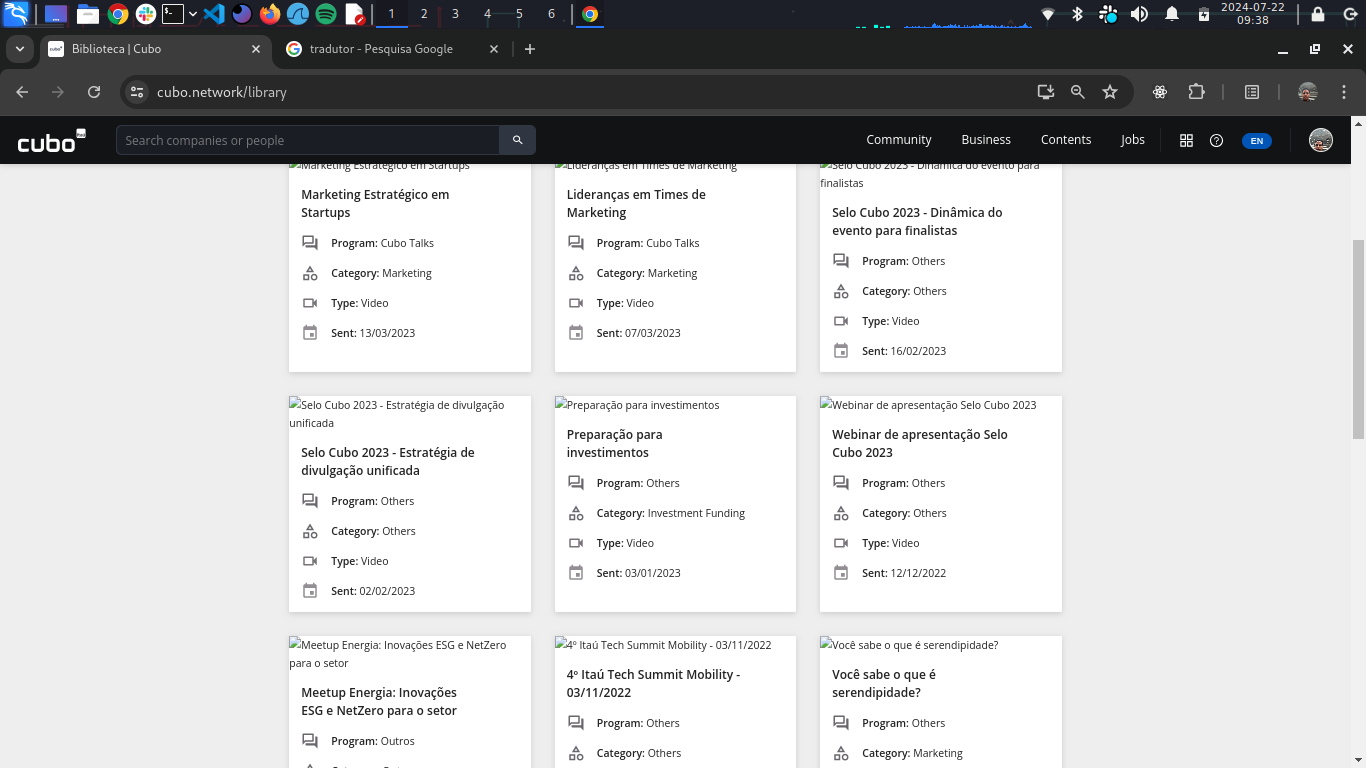 1 2 3 4 5 6
2024-07-22
09:38
Biblioteca | Cubo
tradutor - Pesquisa Google
cubo.network/library
cubo
Search companies or people
Community
Business
Contents
Jobs
EN
Marketing Estratégico em Startups
Marketing Estratégico em
Startups
Program: Cubo Talks
Category: Marketing
Type: Video
Sent: 13/03/2023
Lideranças em Times de Marketing
Lideranças em Times de
Marketing
Program: Cubo Talks
Category: Marketing
Type: Video
Sent: 07/03/2023
Selo Cubo 2023 - Dinâmica do evento para
finalistas
Selo Cubo 2023 - Dinâmica do
evento para finalistas
Program: Others
Category: Others
Type: Video
Sent: 16/02/2023
Selo Cubo 2023 - Estratégia de divulgação
unificada
Selo Cubo 2023 - Estratégia de
divulgação unificada
Program: Others
Category: Others
Type: Video
Sent: 02/02/2023
Preparação para investimentos
Preparação para
investimentos
Program: Others
Category: Investment Funding
Type: Video
Sent: 03/01/2023
Webinar de apresentação Selo Cubo 2023
Webinar de apresentação Selo
Cubo 2023
Program: Others
Category: Others
Type: Video
Sent: 12/12/2022
Meetup Energia: Inovações ESG e NetZero
para o setor
Meetup Energia: Inovações
ESG e NetZero para o setor
Program: Outros
4º Itaú Tech Summit Mobility - 03/11/2022
4º Itaú Tech Summit Mobility -
03/11/2022
Program: Others
Category: Others
Você sabe o que é serendipidade?
Você sabe o que é
serendipidade?
Program: Others
Category: Marketing